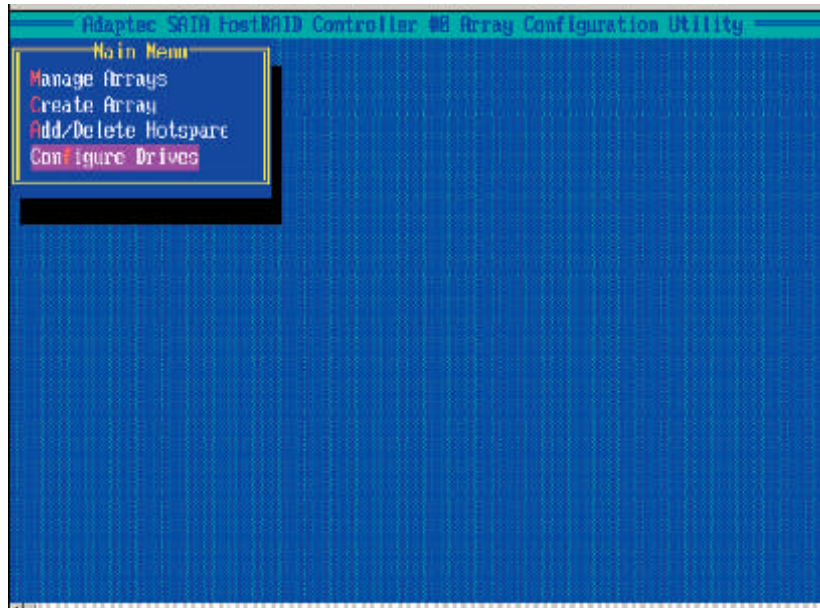 Adaptec SATA HostRAID Controller #0 Array Configuration Utility
Main Menu
Manage Arrays
Create Array
Add/Delete Hotspare
Configure Drives